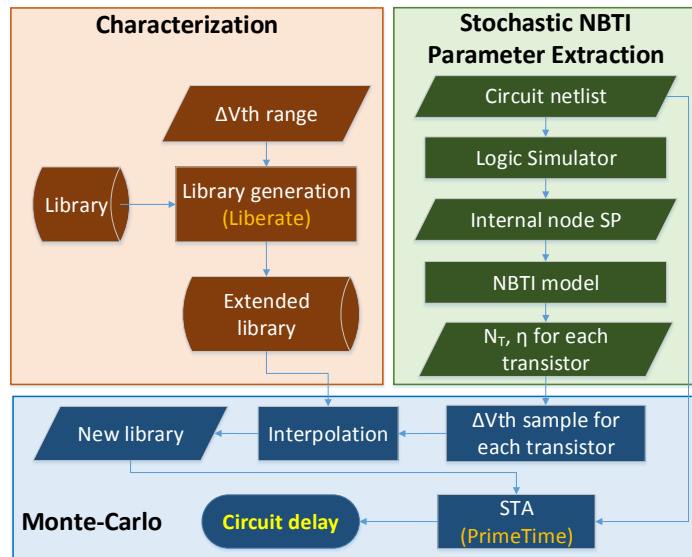 Characterization
ΔVth range
Library
Library generation
(Liberate)
Extended
library
Stochastic NBTI
Parameter Extraction
Circuit netlist
Logic Simulator
Internal node SP
NBTI model
N_T, η for each
transistor
New library
Interpolation
ΔVth sample for
each transistor
Monte-Carlo
Circuit delay
STA
(PrimeTime)